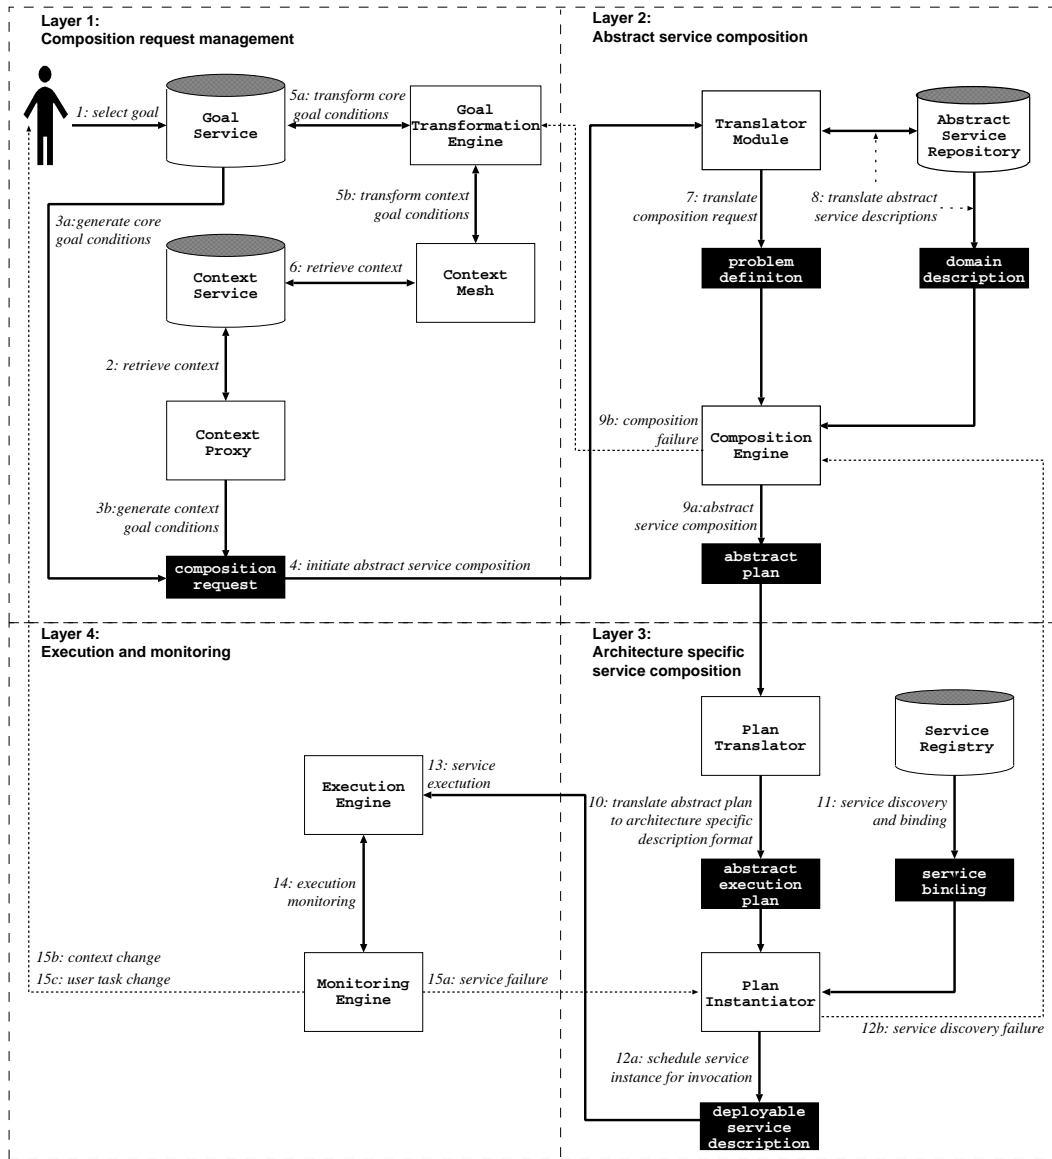 Layer 1:
Composition request management
1: select goal
Goal
Service
5a: transform core
goal conditions
Goal
Transformation
Engine
3a:generate core
goal conditions
5b: transform context
goal conditions
Context
Service
6: retrieve context
Context
Mesh
2: retrieve context
Context
Proxy
3b:generate context
goal conditions
composition
request
4: initiate abstract service composition
Layer 2:
Abstract service composition
Translator
Module
Abstract
Service
Repository
7: translate
composition request
8: translate abstract
service descriptions
problem
definiton
domain
description
9b: composition
failure
Composition
Engine
9a:abstract
service composition
abstract
plan
Layer 4:
Execution and monitoring
Execution
Engine
13: service
exectution
14: execution
monitoring
15b: context change
15c: user task change
Monitoring
Engine
15a: service failure
Layer 3:
Architecture specific
service composition
Plan
Translator
Service
Registry
10: translate abstract plan
to architecture specific
description format
11: service discovery
and binding
abstract
execution
plan
service
binding
Plan
Instantiator
12b: service discovery failure
12a: schedule service
instance for invocation
deployable
service
description